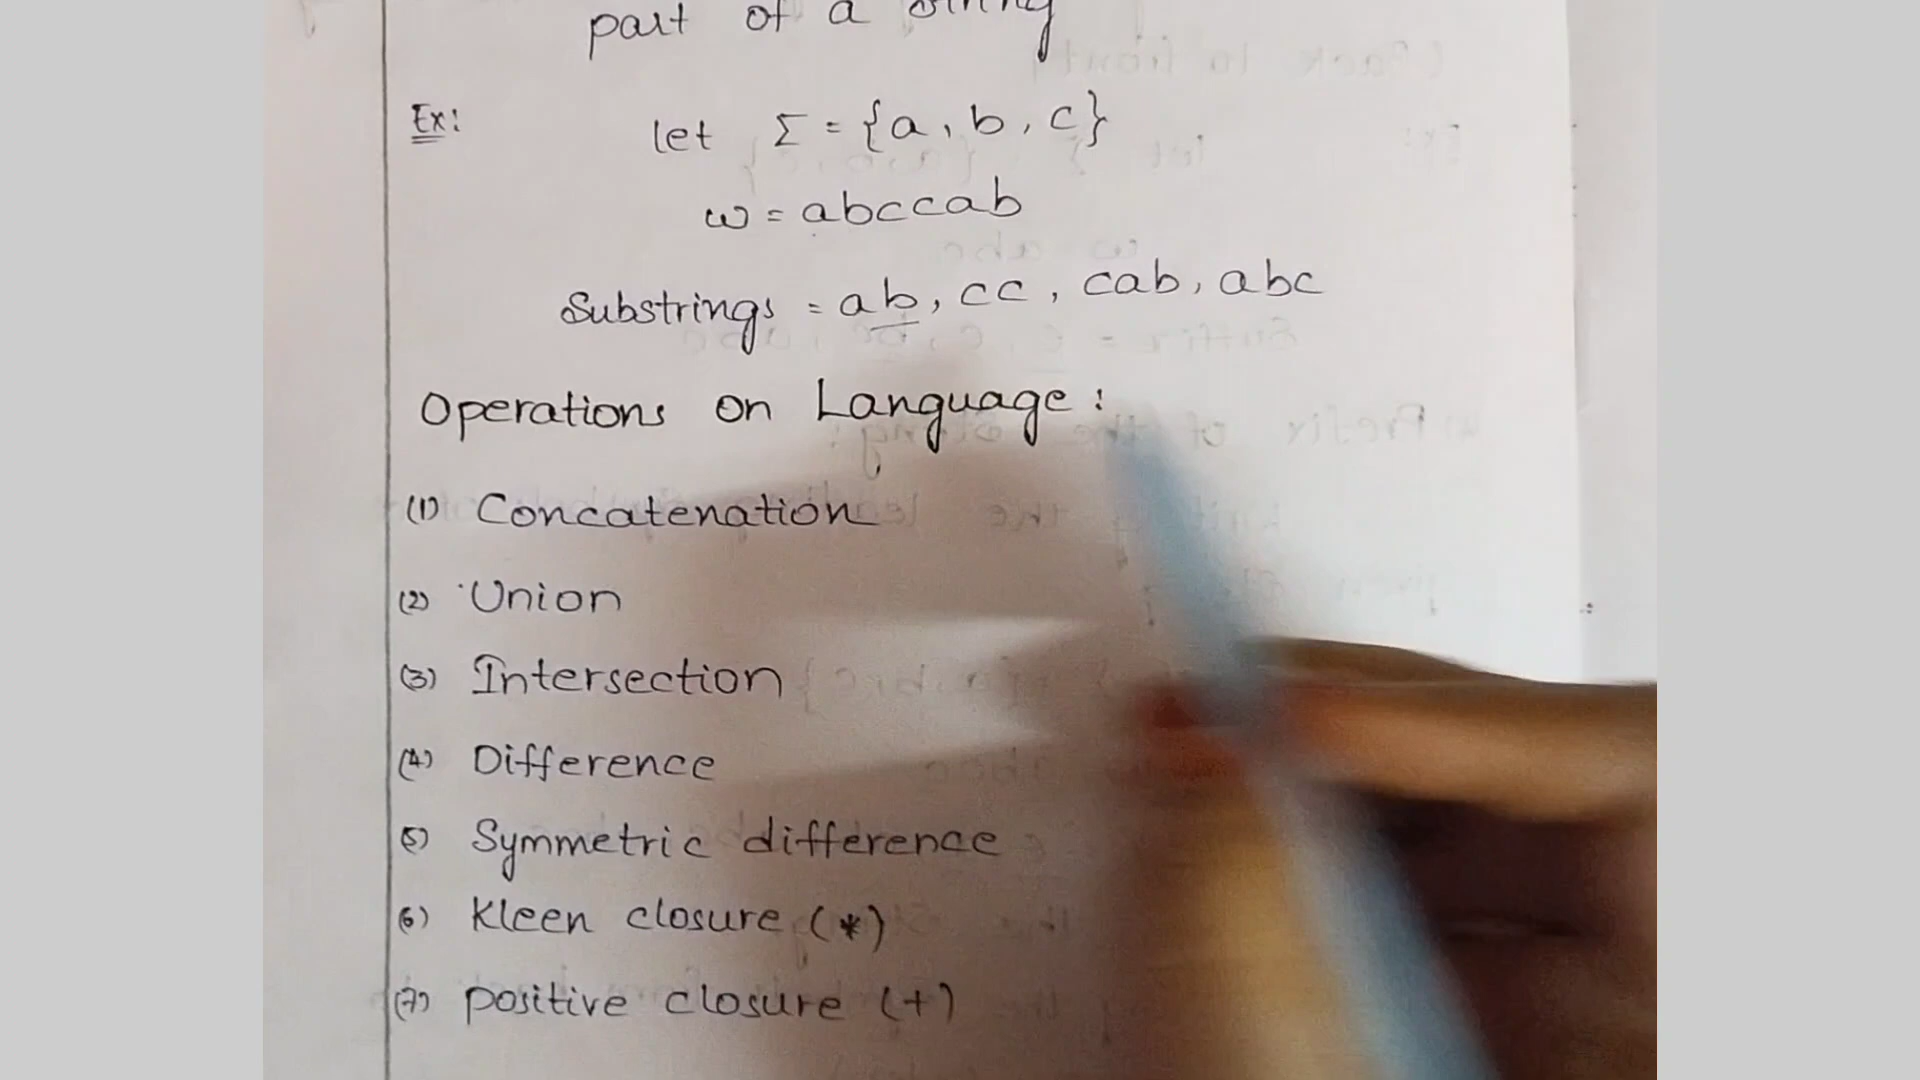 part of a
Ex: let Σ = {a, b, c}
w = abccab
Substrings = ab, cc, cab, abc
Operations on Language:
(1) Concatenation
(2) Union
(3) Intersection
(4) Difference
(5) Symmetric difference
(6) Kleen closure (*)
(7) positive closure (+)